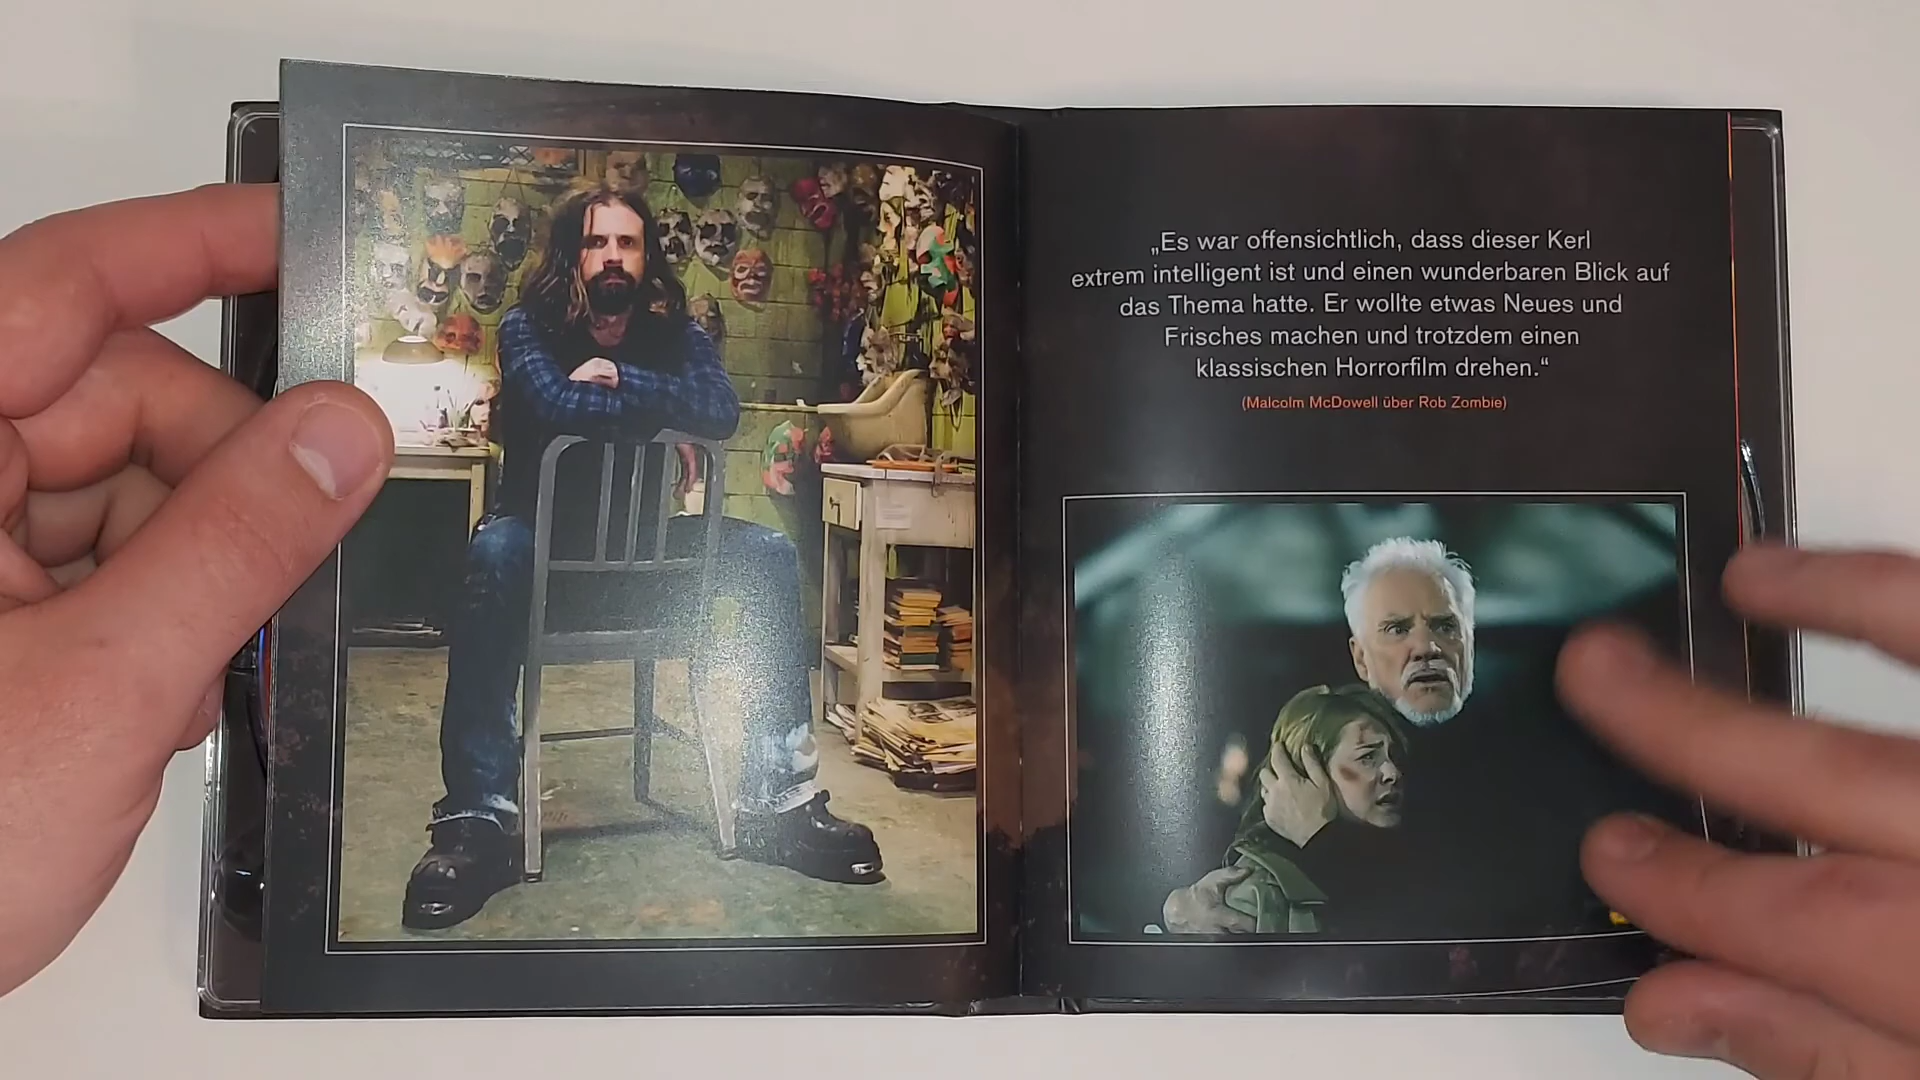 „Es war offensichtlich, dass dieser Kerl
extrem intelligent ist und einen wunderbaren Blick auf
das Thema hatte. Er wollte etwas Neues und
Frisches machen und trotzdem einen
klassischen Horrorfilm drehen.“
(Malcolm McDowell über Rob Zombie)